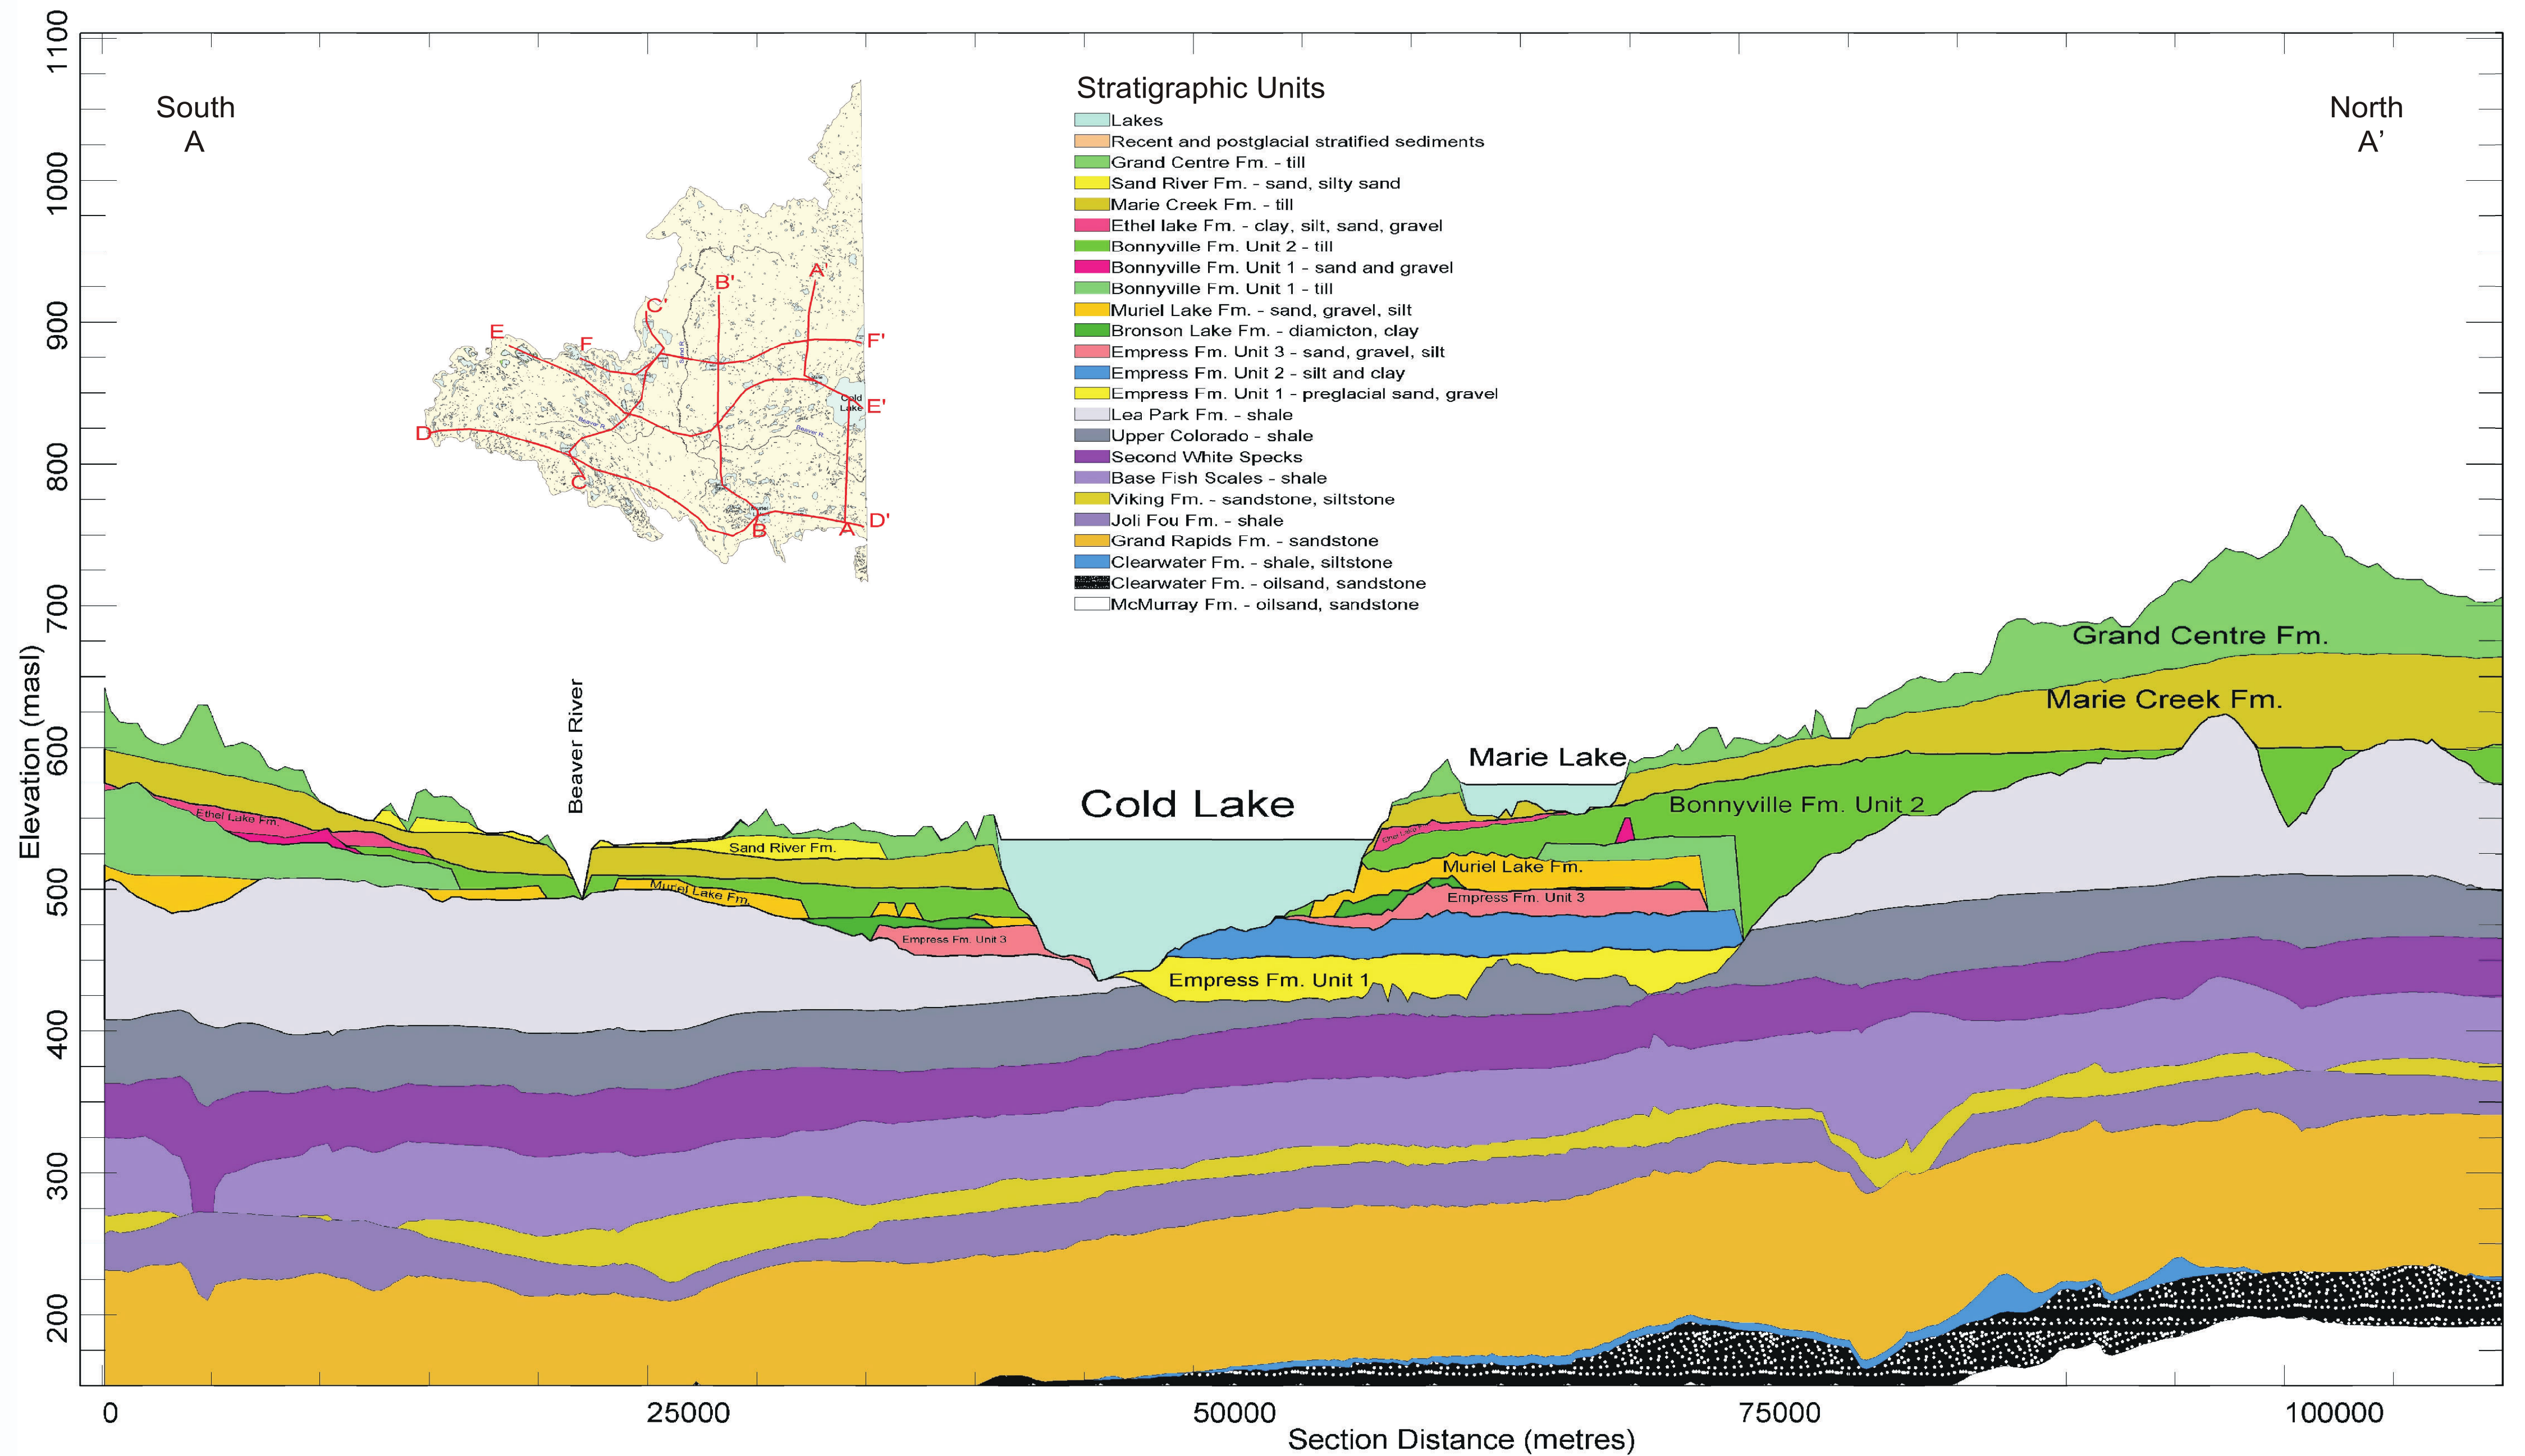 1100
1000
900
800
700
600
500
400
300
200
Elevation (masl)
South
A
North
A'
Stratigraphic Units
Lakes
Recent and postglacial stratified sediments
Grand Centre Fm. - till
Sand River Fm. - sand, silty sand
Marie Creek Fm. - till
Ethel lake Fm. - clay, silt, sand, gravel
Bonnyville Fm. Unit 2 - till
Bonnyville Fm. Unit 1 - sand and gravel
Bonnyville Fm. Unit 1 - till
Muriel Lake Fm. - sand, gravel, silt
Bronson Lake Fm. - diamicton, clay
Empress Fm. Unit 3 - sand, gravel, silt
Empress Fm. Unit 2 - silt and clay
Empress Fm. Unit 1 - preglacial sand, gravel
Lea Park Fm. - shale
Upper Colorado - shale
Second White Specks
Base Fish Scales - shale
Viking Fm. - sandstone, siltstone
Joli Fou Fm. - shale
Grand Rapids Fm. - sandstone
Clearwater Fm. - shale, siltstone
Clearwater Fm. - oilsand, sandstone
McMurray Fm. - oilsand, sandstone
A'
B'
C'
E
F
F'
Sand R.
Cold
Lake
E'
Beaver R.
Beaver R.
D
C
B
A
D'
Grand Centre Fm.
Marie Creek Fm.
Beaver River
Marie Lake
Cold Lake
Bonnyville Fm. Unit 2
Ethel Lake Fm.
Sand River Fm.
Muriel Lake Fm.
Muriel Lake Fm.
Empress Fm. Unit 3
Empress Fm. Unit 3
Empress Fm. Unit 1
0
25000
50000
75000
100000
Section Distance (metres)